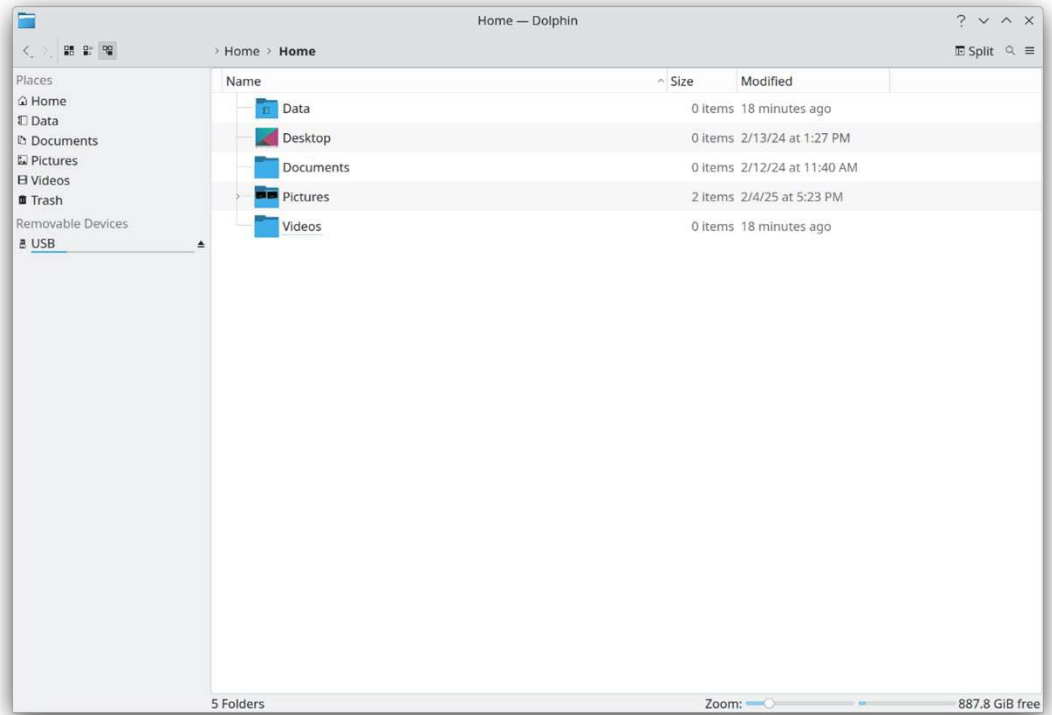 Home — Dolphin
Home > Home
Split
Places
Home
Data
Documents
Pictures
Videos
Trash
Removable Devices
USB
Name Size Modified
Data 0 items 18 minutes ago
Desktop 0 items 2/13/24 at 1:27 PM
Documents 0 items 2/12/24 at 11:40 AM
Pictures 2 items 2/4/25 at 5:23 PM
Videos 0 items 18 minutes ago
5 Folders Zoom: 887.8 GiB free